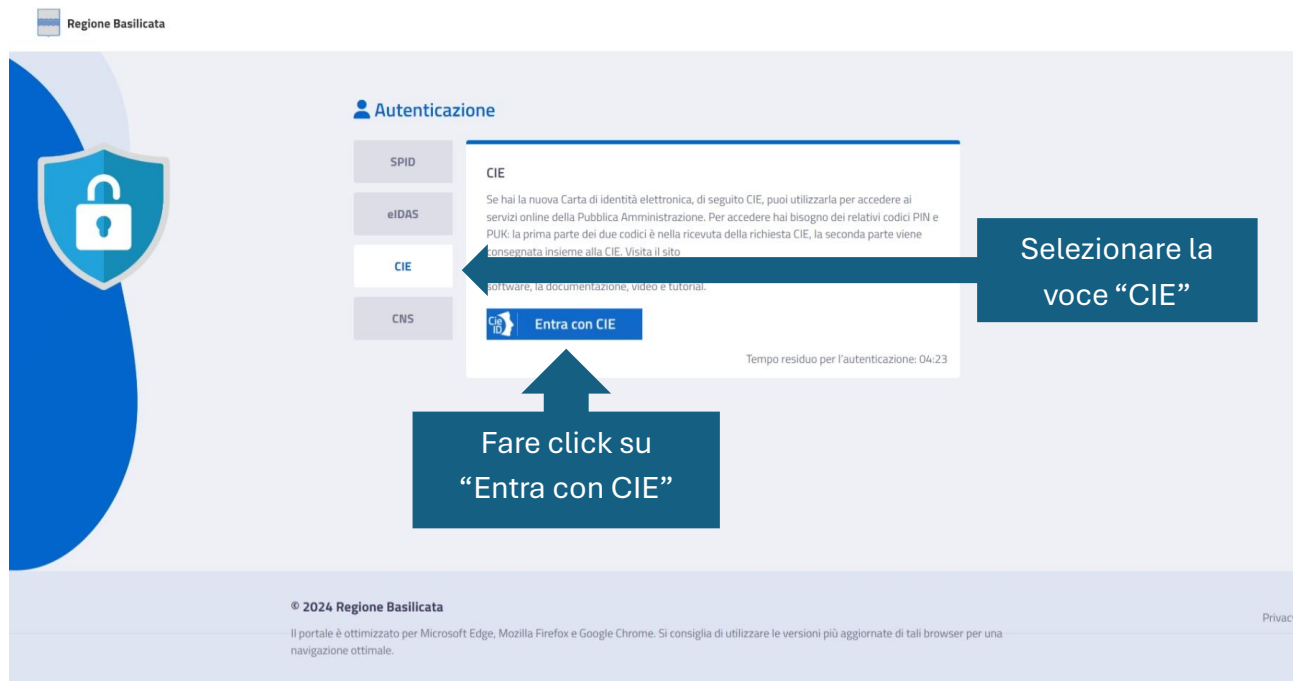 Regione Basilicata
Autenticazione
SPID
eIDAS
CIE
CNS
CIE
Se hai la nuova Carta di identità elettronica, di seguito CIE, puoi utilizzarla per accedere ai
servizi online della Pubblica Amministrazione. Per accedere hai bisogno dei relativi codici PIN e
PUK: la prima parte dei due codici è nella ricevuta della richiesta CIE, la seconda parte viene
consegnata insieme alla CIE. Visita il sito
software, la documentazione, video e tutorial.
Cie
ID
Entra con CIE
Tempo residuo per l'autenticazione: 04:23
Selezionare la
voce “CIE”
Fare click su
“Entra con CIE”
© 2024 Regione Basilicata
Il portale è ottimizzato per Microsoft Edge, Mozilla Firefox e Google Chrome. Si consiglia di utilizzare le versioni più aggiornate di tali browser per una
navigazione ottimale.
Privacy